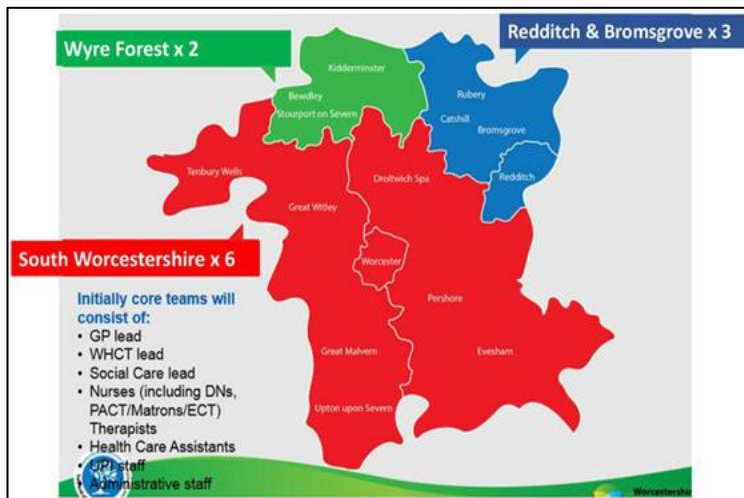 Wyre Forest x 2
Redditch & Bromsgrove x 3
Kidderminster
Bewdley
Stourport on Severn
Rubery
Catshill
Bromsgrove
Redditch
Tenbury Wells
Droitwich Spa
Great Witley
South Worcestershire x 6
Worcester
Pershore
Evesham
Great Malvern
Upton upon Severn
Initially core teams will
consist of:
• GP lead
• WHCT lead
• Social Care lead
• Nurses (including DNs,
PACT/Matrons/ECT)
Therapists
• Health Care Assistants
• UPI staff
• Administrative staff
Worcestershir